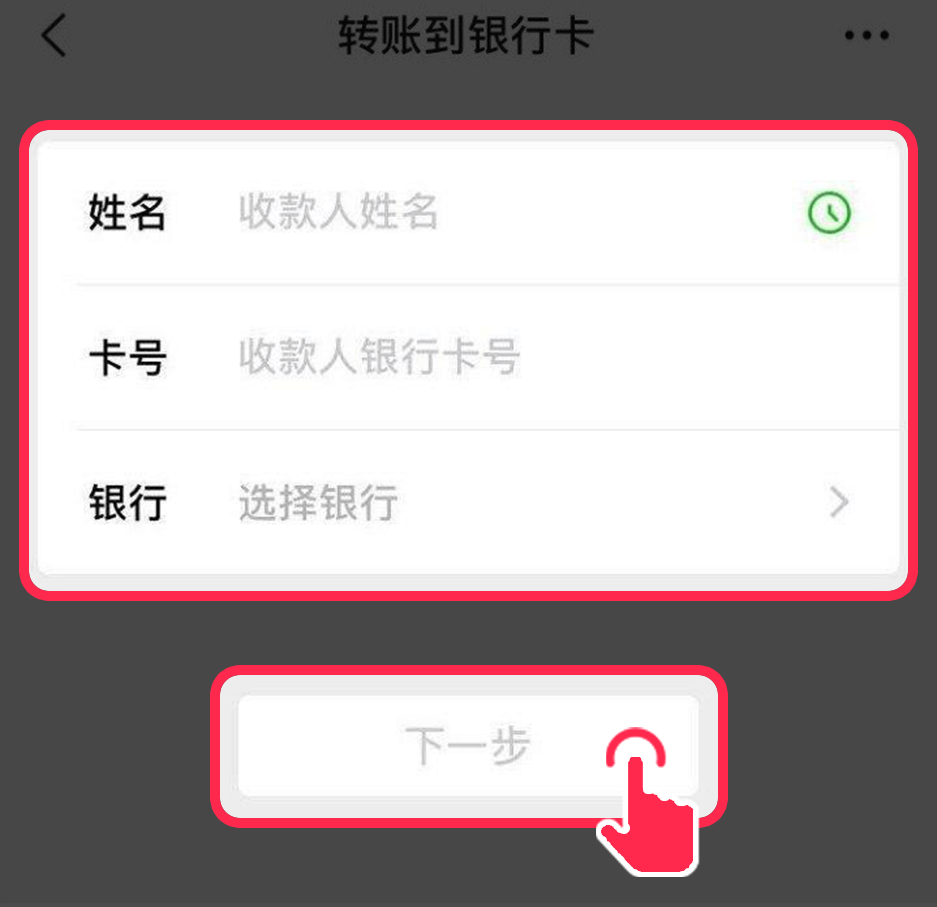 转账到银行卡
姓名 收款人姓名
卡号 收款人银行卡号
银行 选择银行
下一步